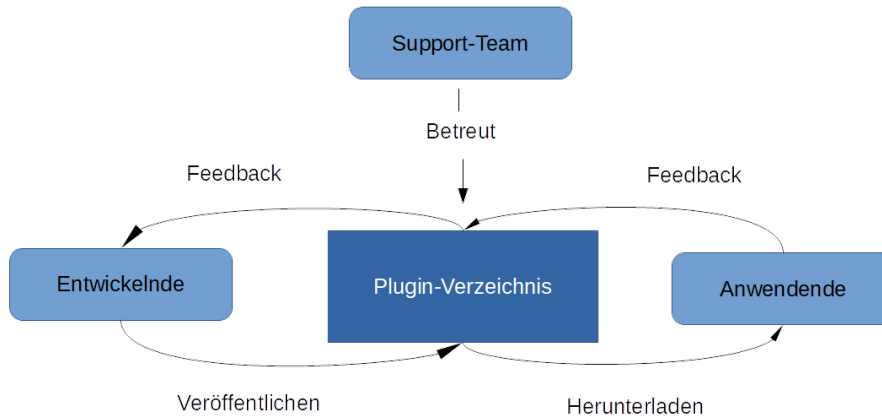 Support-Team
Betreut
Feedback
Feedback
Entwickelnde
Plugin-Verzeichnis
Anwendende
Veröffentlichen
Herunterladen